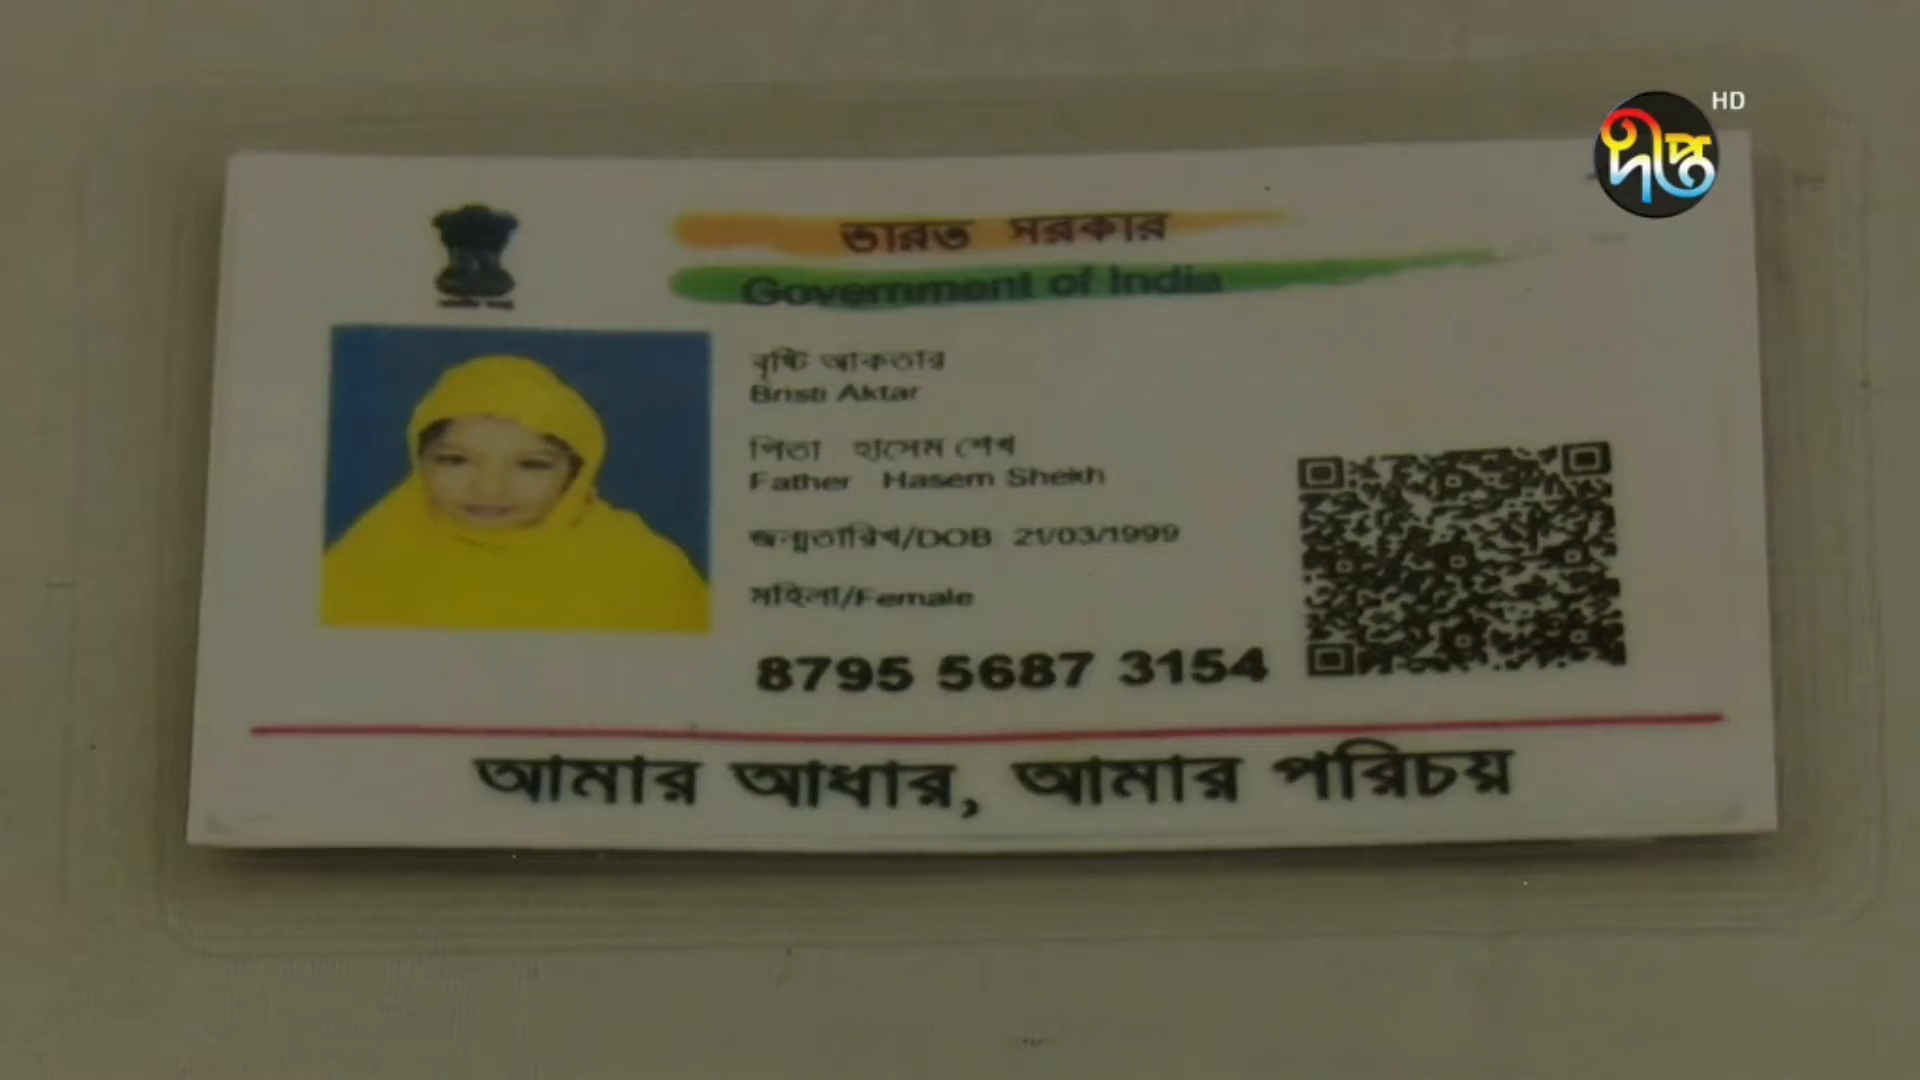 HD
দীপ্ত
ভারত সরকার
Government of India
বৃষ্টি আকতার
Bristi Aktar
পিতা হাসেম শেখ
Father Hasem Shekh
জন্মতারিখ/DOB 21/03/1999
মহিলা/Female
8795 5687 3154
আমার আধার, আমার পরিচয়